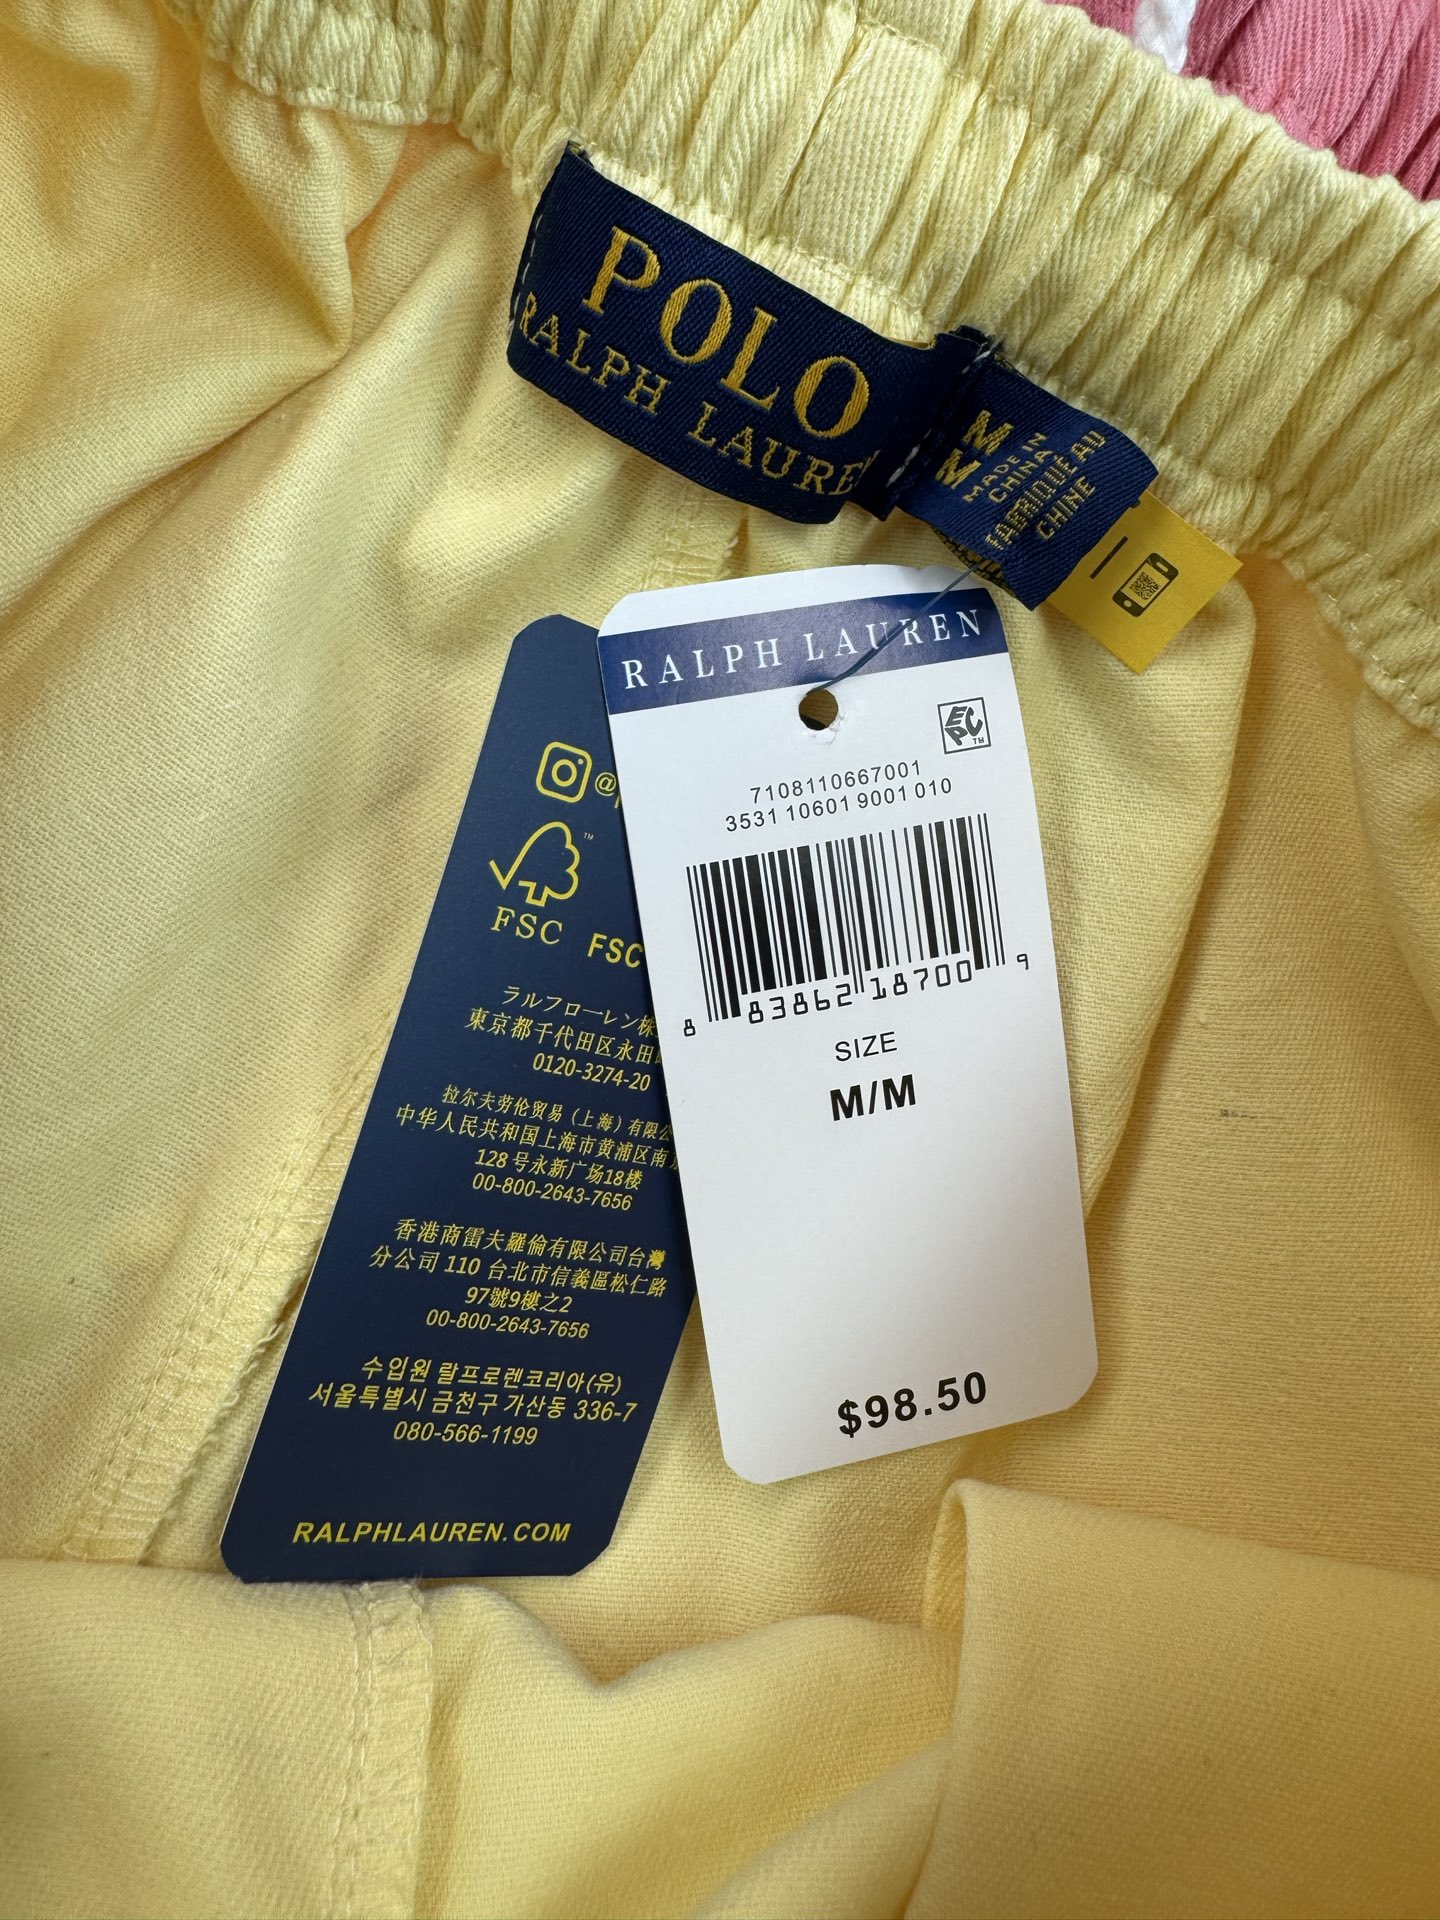 POLO
RALPH LAUREN
M
M
MADE IN
CHINA
FABRIQUE AU
CHINE
RALPH LAUREN
EPC
TM
7108110667001
3531 10601 9001 010
8 83862 18700 9
SIZE
M/M
$98.50
@
TM
FSC FSC
ラルフローレン株
東京都千代田区永田
0120-3274-20
拉尔夫劳伦贸易(上海)有限
中华人民共和国上海市黄浦区南
128号永新广场18楼
00-800-2643-7656
香港商雷夫羅倫有限公司台灣
分公司 110 台北市信義區松仁路
97號9樓之2
00-800-2643-7656
수입원 랄프로렌코리아(유)
서울특별시 금천구 가산동 336-7
080-566-1199
RALPHLAUREN.COM